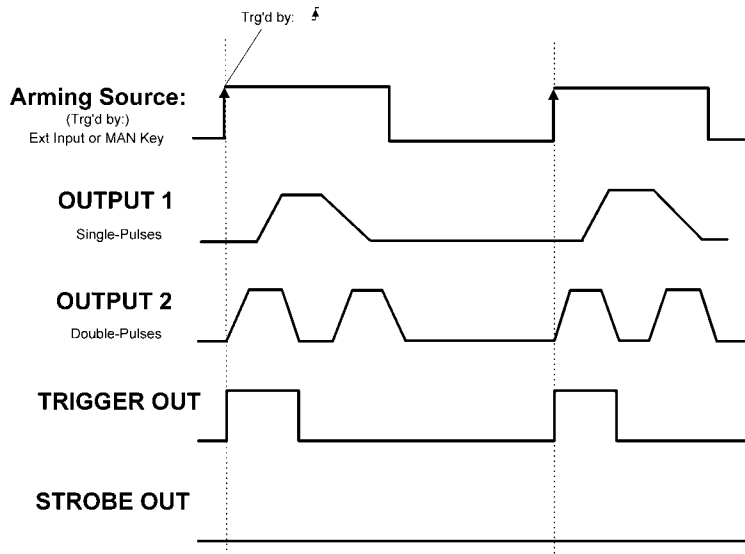 Trg'd by:
Arming Source:
(Trg'd by:)
Ext Input or MAN Key
OUTPUT 1
Single-Pulses
OUTPUT 2
Double-Pulses
TRIGGER OUT
STROBE OUT